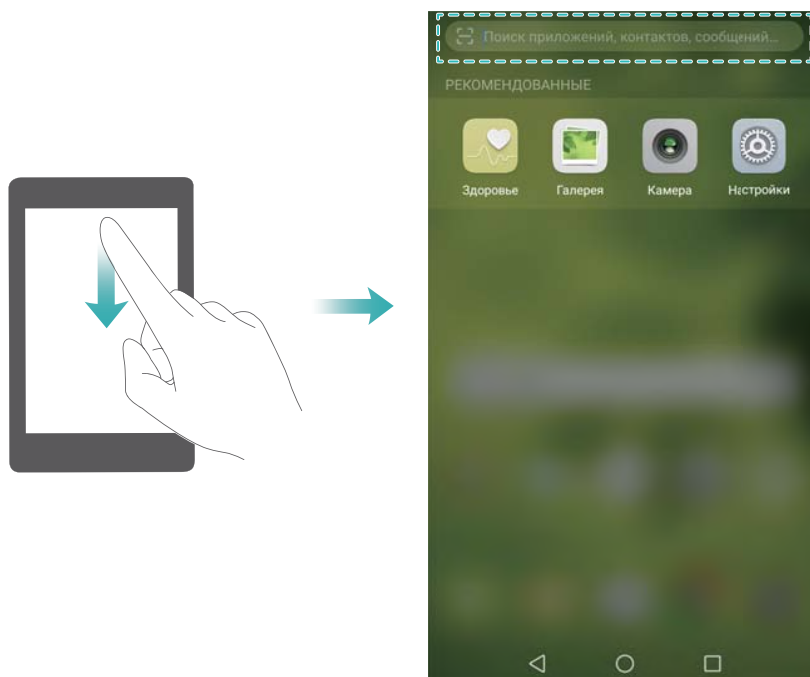 Поиск приложений, контактов, сообщений...
РЕКОМЕНДОВАННЫЕ
Здоровье Галерея Камера Настройки